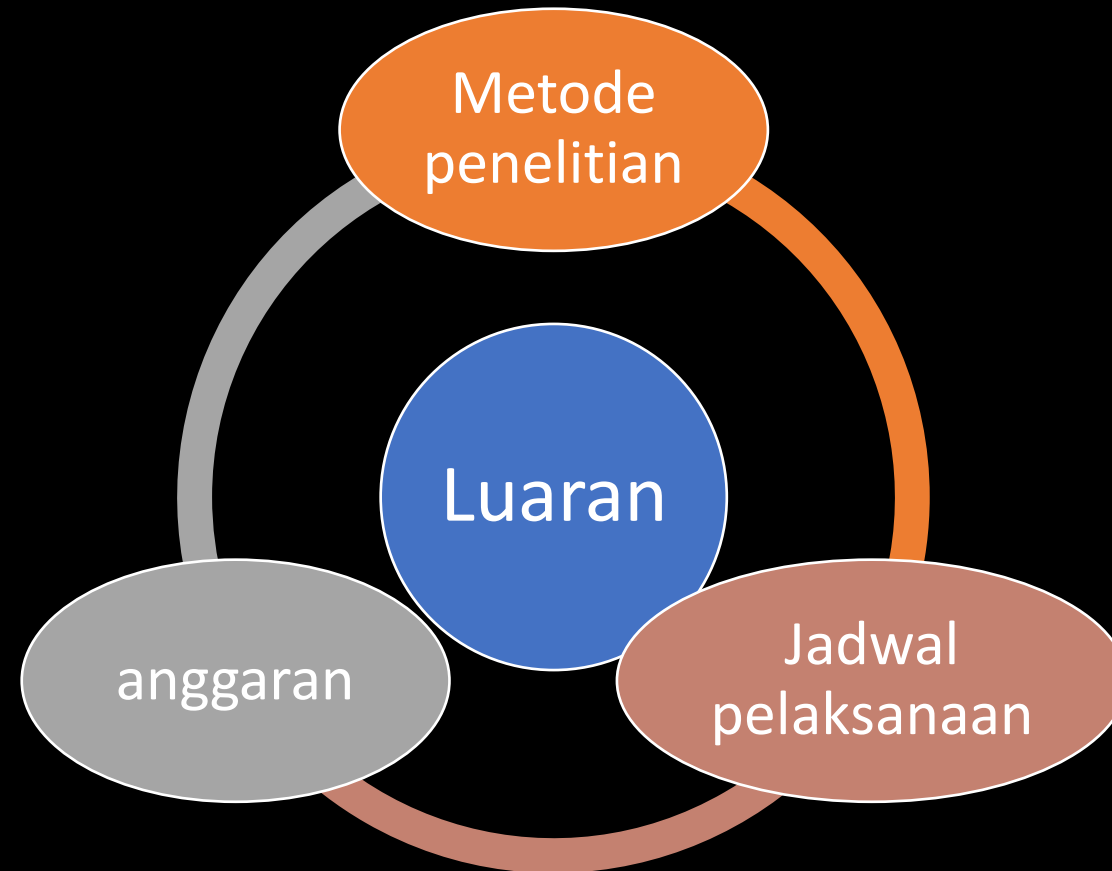 Metode
penelitian
Luaran
anggaran
Jadwal
pelaksanaan